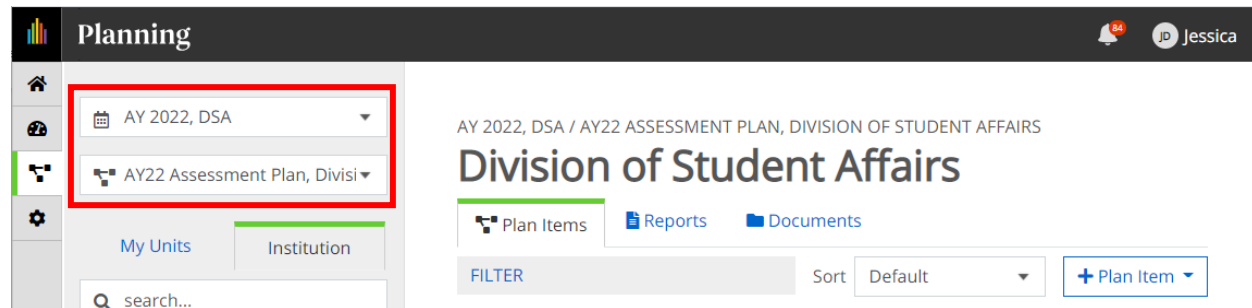 Planning
84
JD Jessica
AY 2022, DSA
AY22 Assessment Plan, Divisi
My Units
Institution
search...
AY 2022, DSA / AY22 ASSESSMENT PLAN, DIVISION OF STUDENT AFFAIRS
Division of Student Affairs
Plan Items
Reports
Documents
FILTER
Sort Default
+ Plan Item